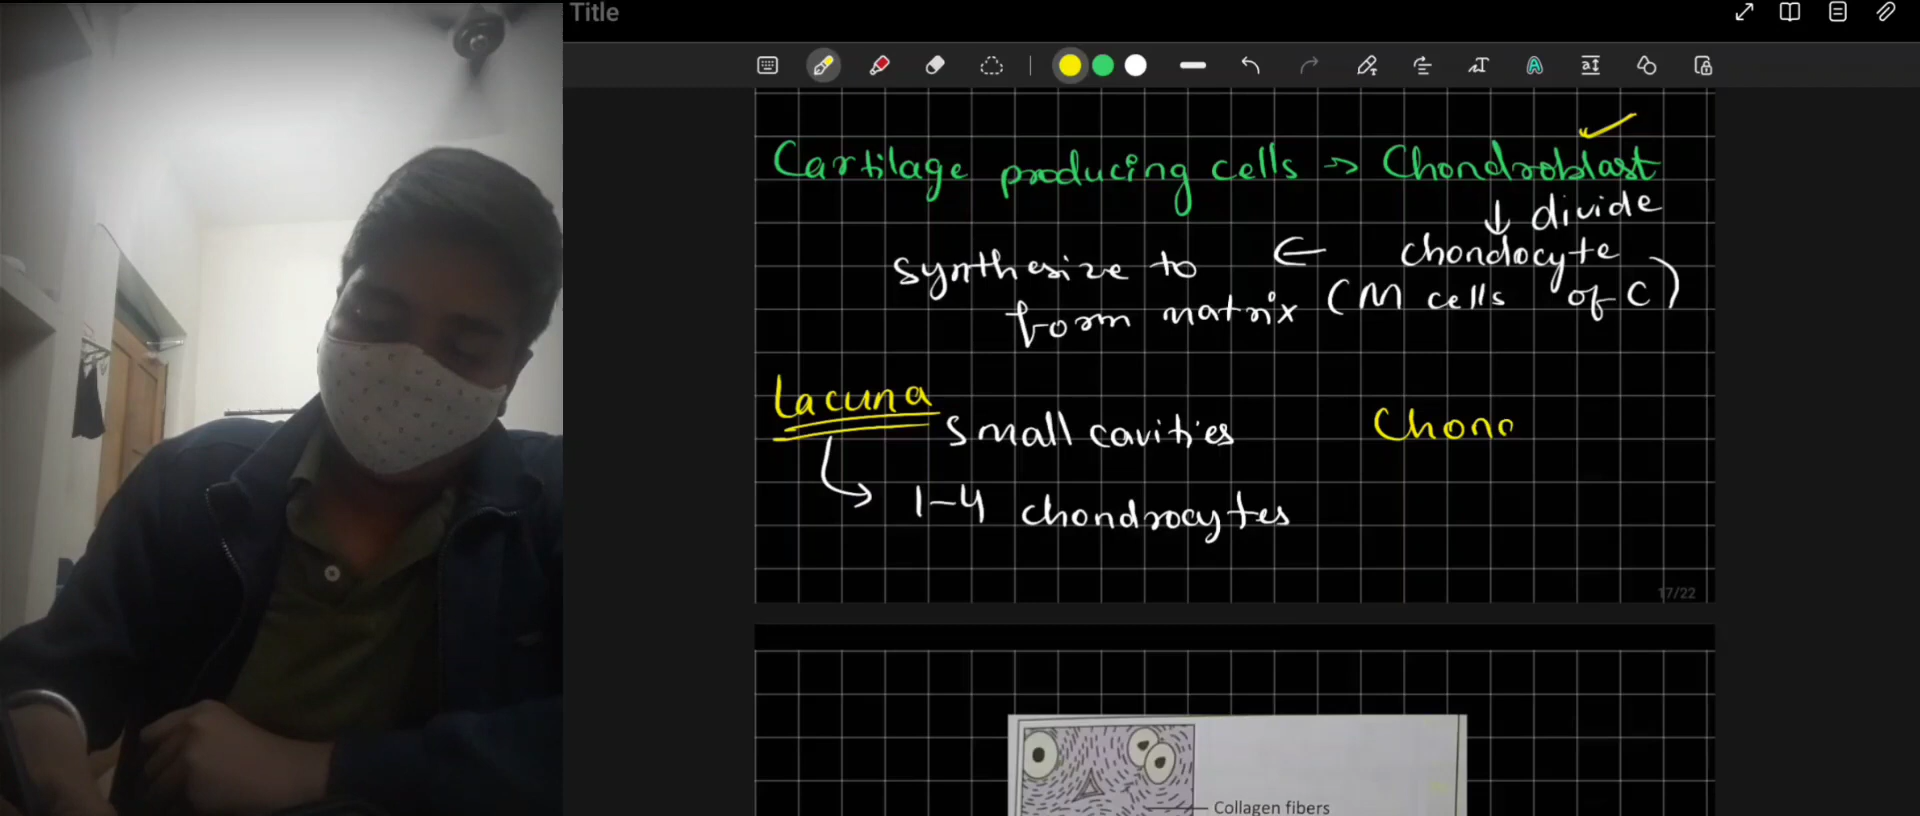 Title
Cartilage producing cells → Chondroblast
↓ divide
synthesize to ← chondocyte
form matrix (M cells of C)
Lacuna small cavities Chon
1-4 chondrocytes
17/22
Collagen fibers